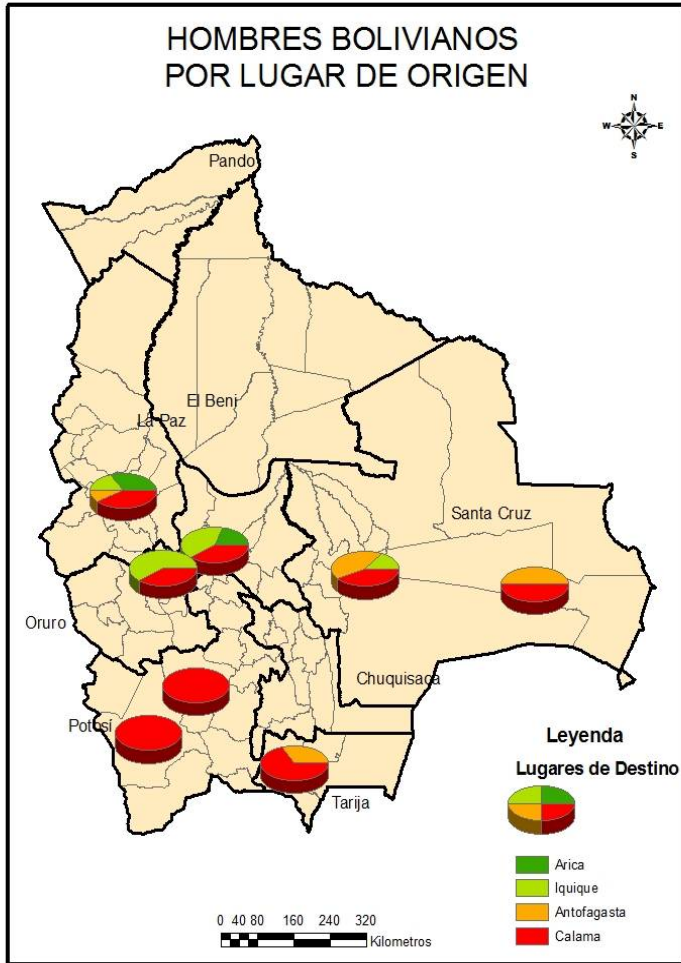 HOMBRES BOLIVIANOS
POR LUGAR DE ORIGEN
N
W E
S
Pando
El Beni
La Paz
Santa Cruz
Oruro
Chuquisaca
Potosí
Tarija
Leyenda
Lugares de Destino
Arica
Iquique
Antofagasta
Calama
0 40 80 160 240 320
Kilometros